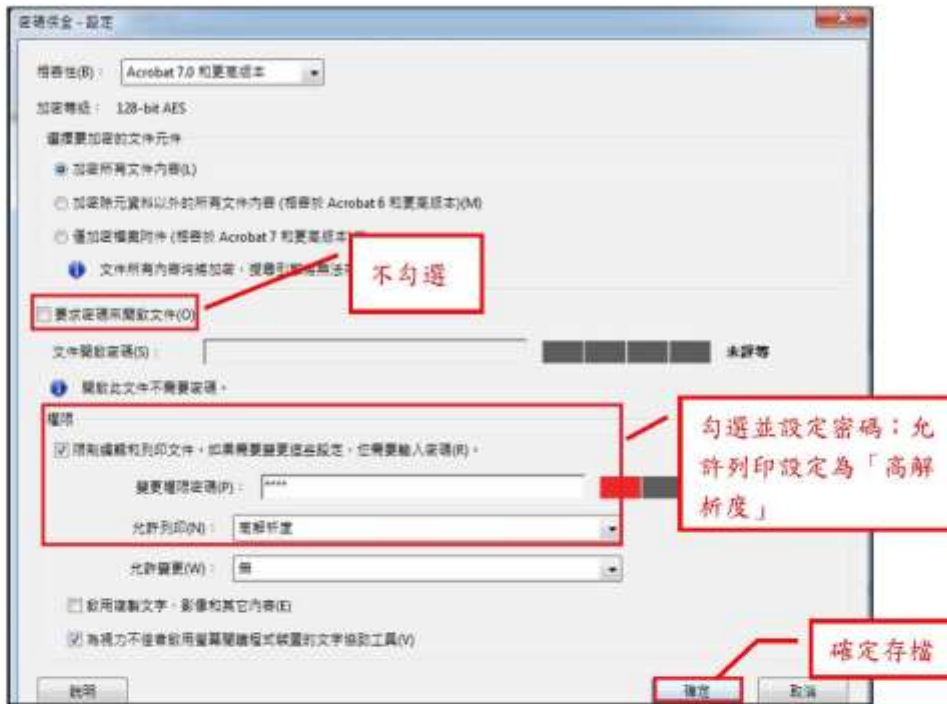 密碼保全 - 設定
相容性(B)： Acrobat 7.0 和更高版本
加密等級： 128-bit AES
選擇要加密的文件元件
加密所有文件內容(L)
加密除元資料以外的所有文件內容 (相容於 Acrobat 6 和更高版本)(M)
僅加密檔案附件 (相容於 Acrobat 7 和更高版本)
文件所有內容均將加密，搜尋引擎將無法
不勾選
要求密碼來開啟文件(O)
文件開啟密碼(S)： 未評等
開啟此文件不需要密碼。
權限
限制編輯和列印文件。如果需要變更這些設定，您需要輸入密碼(R)。
變更權限密碼(P)： ****
允許列印(N)： 高解析度
勾選並設定密碼；允
許列印設定為「高解
析度」
允許變更(W)： 無
啟用複製文字、影像和其它內容(E)
為視力不佳者啟用螢幕閱讀程式裝置的文字協助工具(V)
確定存檔
說明 確定 取消